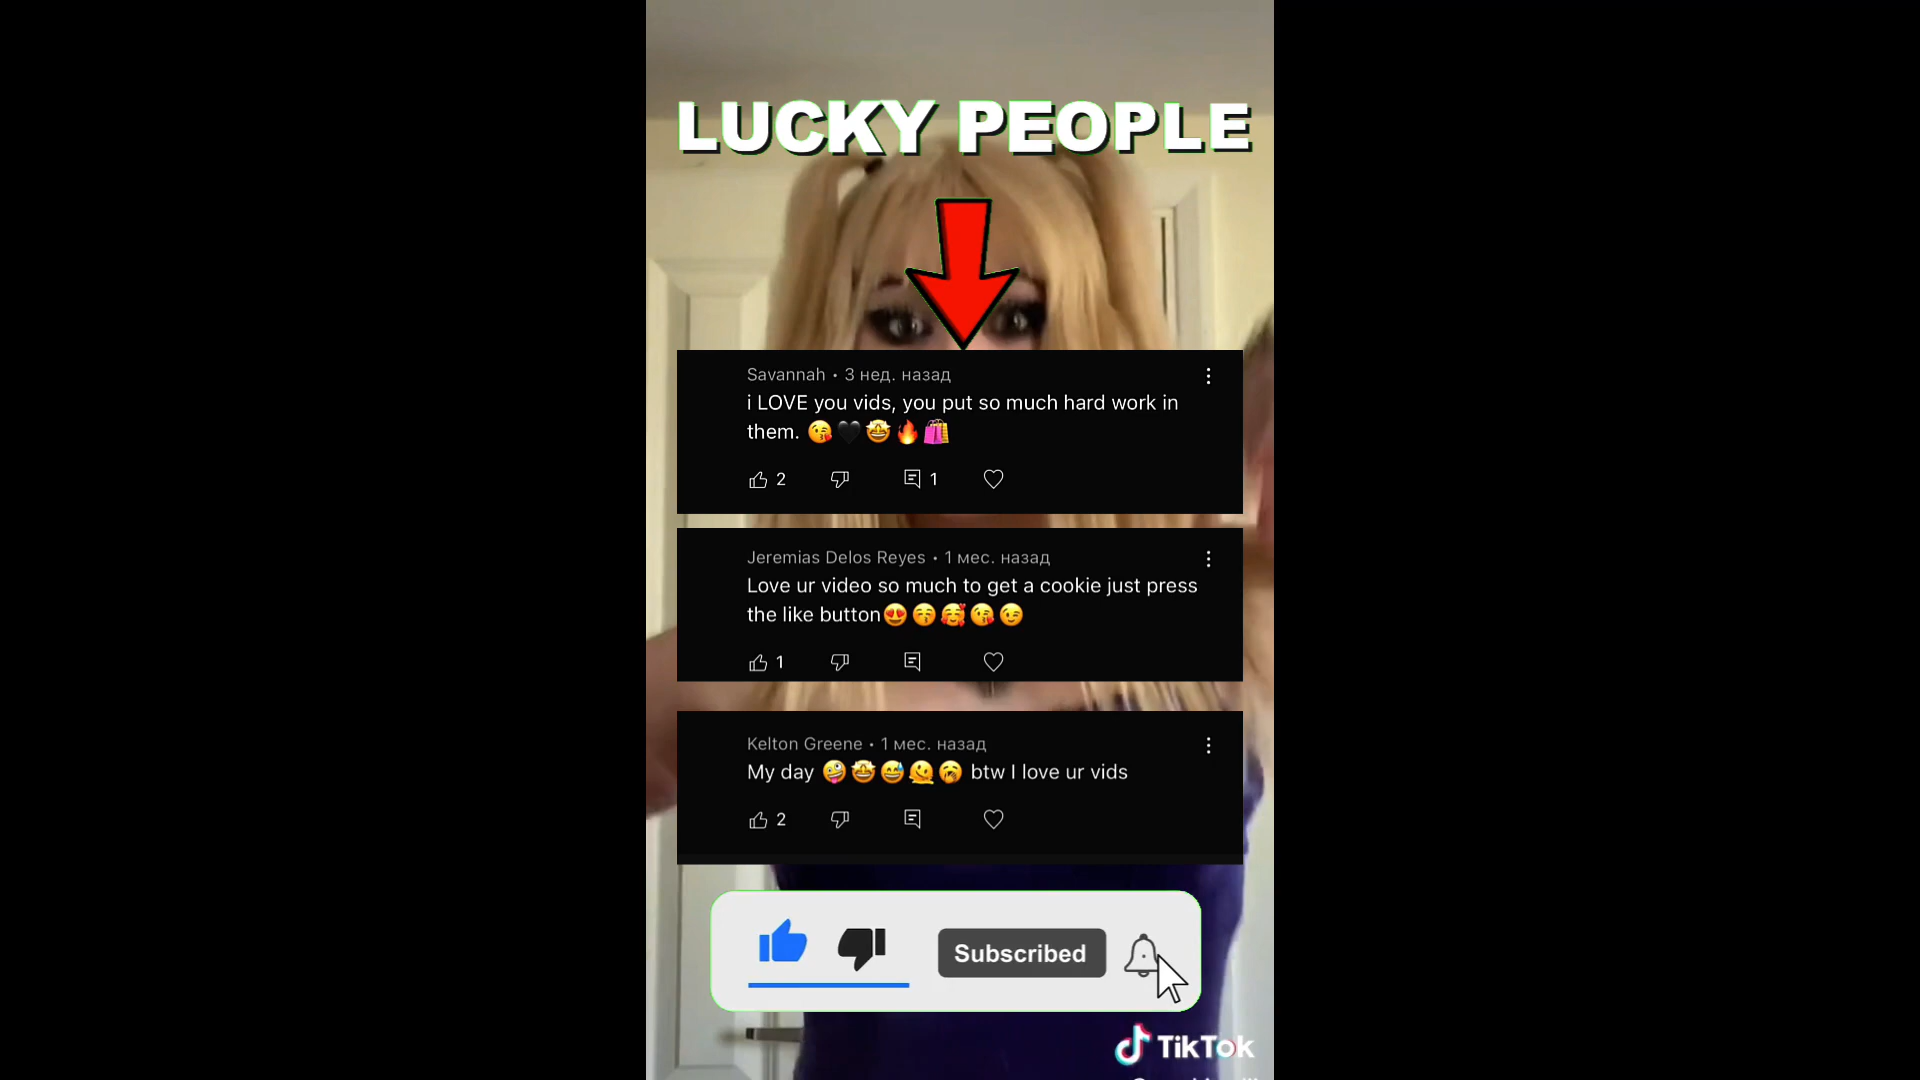 LUCKY PEOPLE
Savannah • 3 нед. назад
i LOVE you vids, you put so much hard work in
them. 😘🖤🤩🔥🛍️
2 1
Jeremias Delos Reyes • 1 мес. назад
Love ur video so much to get a cookie just press
the like button😍😚🥰😘😉
1
Kelton Greene • 1 мес. назад
My day 🤪🤩😅🫠🥱 btw I love ur vids
2
Subscribed
TikTok